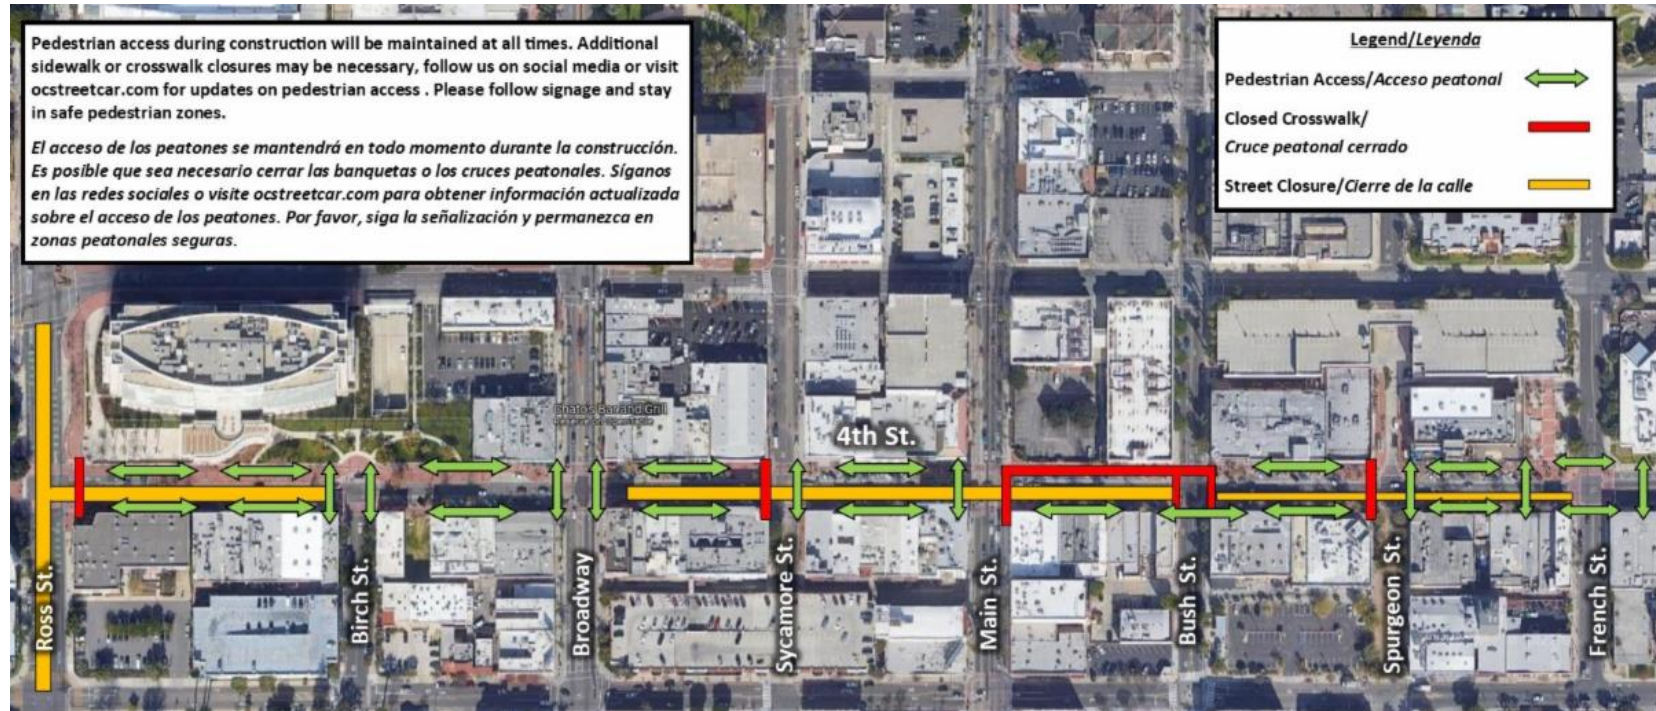 Pedestrian access during construction will be maintained at all times. Additional
sidewalk or crosswalk closures may be necessary, follow us on social media or visit
ocstreetcar.com for updates on pedestrian access . Please follow signage and stay
in safe pedestrian zones.
El acceso de los peatones se mantendrá en todo momento durante la construcción.
Es posible que sea necesario cerrar las banquetas o los cruces peatonales. Síganos
en las redes sociales o visite ocstreetcar.com para obtener información actualizada
sobre el acceso de los peatones. Por favor, siga la señalización y permanezca en
zonas peatonales seguras.
Legend/Leyenda
Pedestrian Access/Acceso peatonal
Closed Crosswalk/
Cruce peatonal cerrado
Street Closure/Cierre de la calle
Chato's Bar and Grill
4th St.
Ross St.
Birch St.
Broadway
Sycamore St.
Main St.
Bush St.
Spurgeon St.
French St.